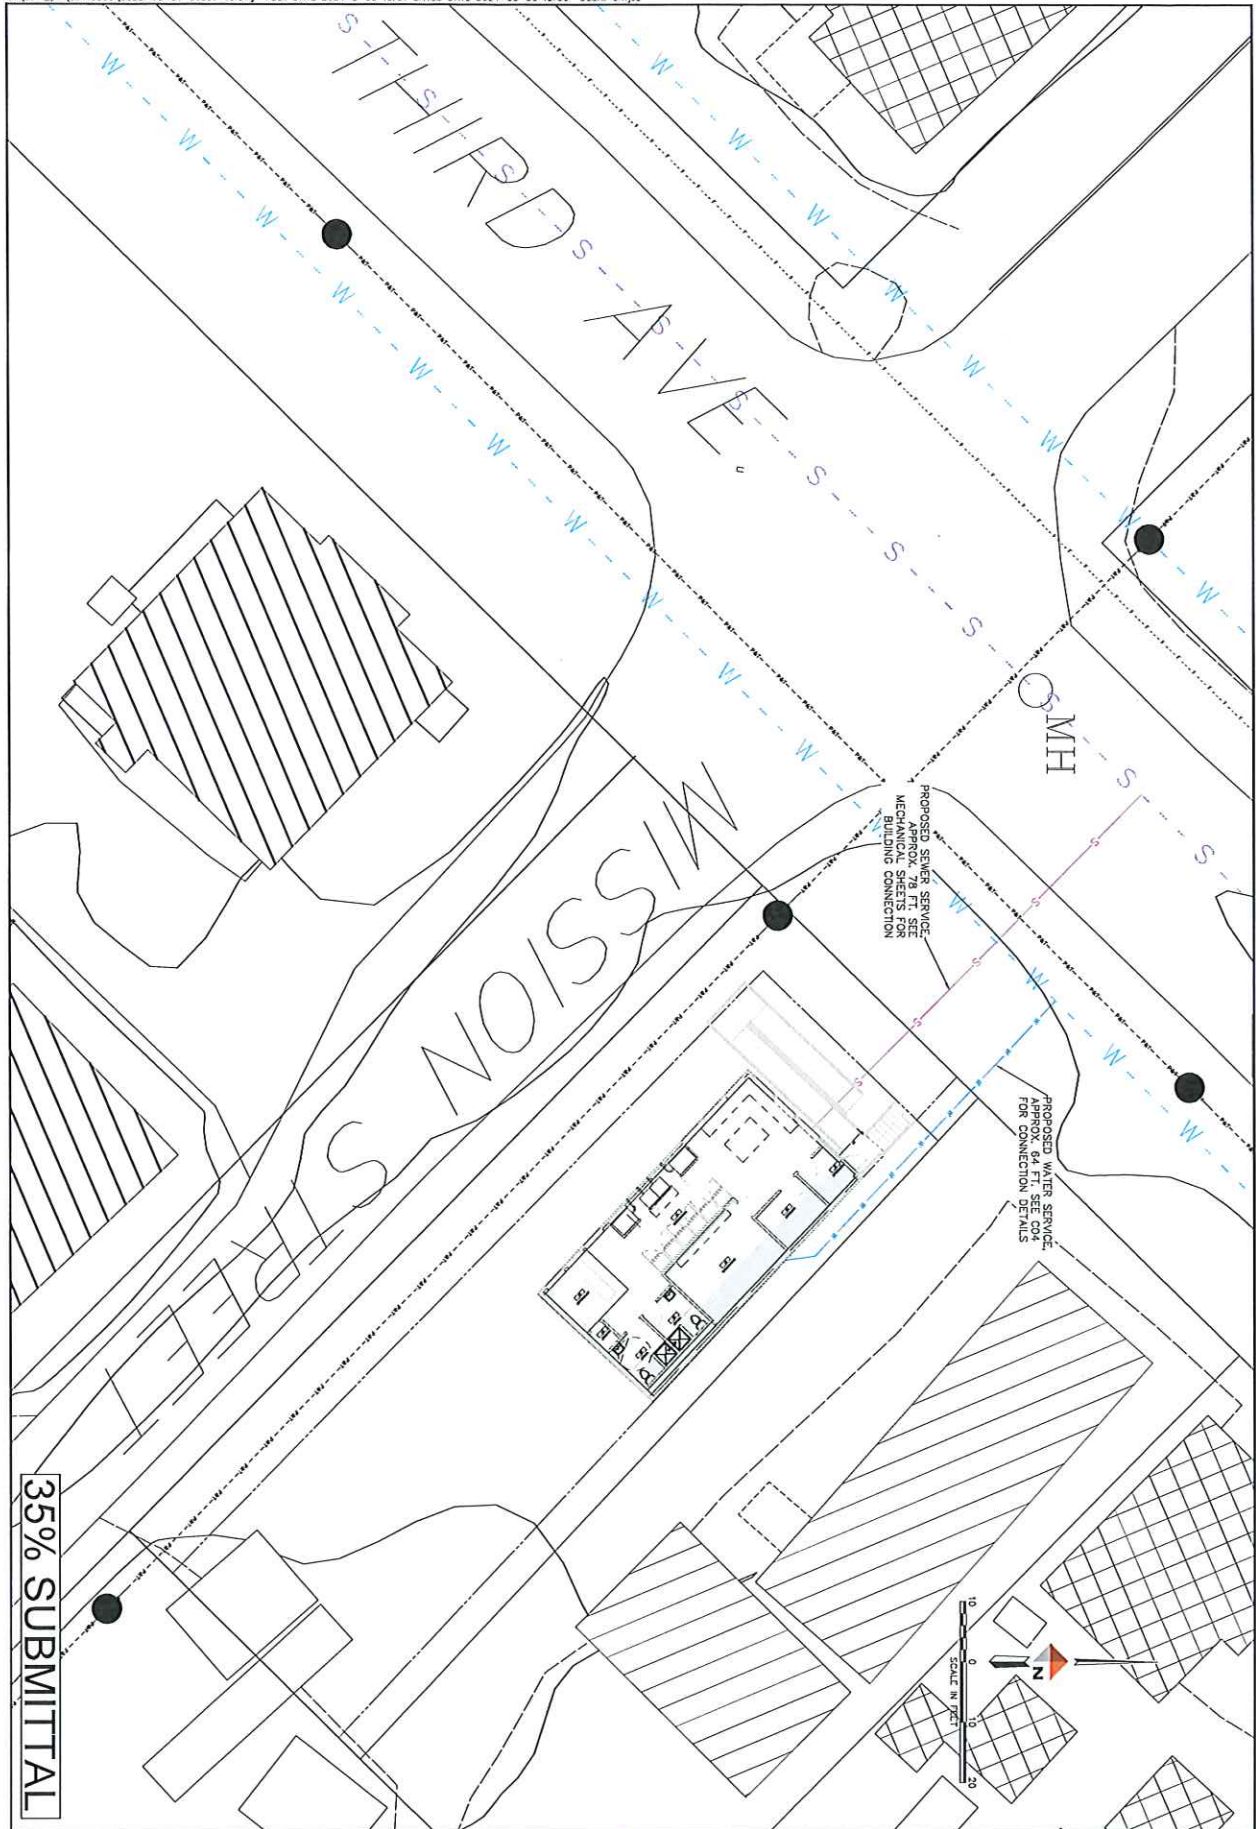 THIRD AVE.
MH
PROPOSED SEWER SERVICE,
APPROX. 78 FT. SEE
MECHANICAL SHEETS FOR
BUILDING CONNECTION
PROPOSED WATER SERVICE,
APPROX. 64 FT. SEE C04
FOR CONNECTION DETAILS
MISSION STREET
N
10 0 10 20
SCALE IN FEET
35% SUBMITTAL